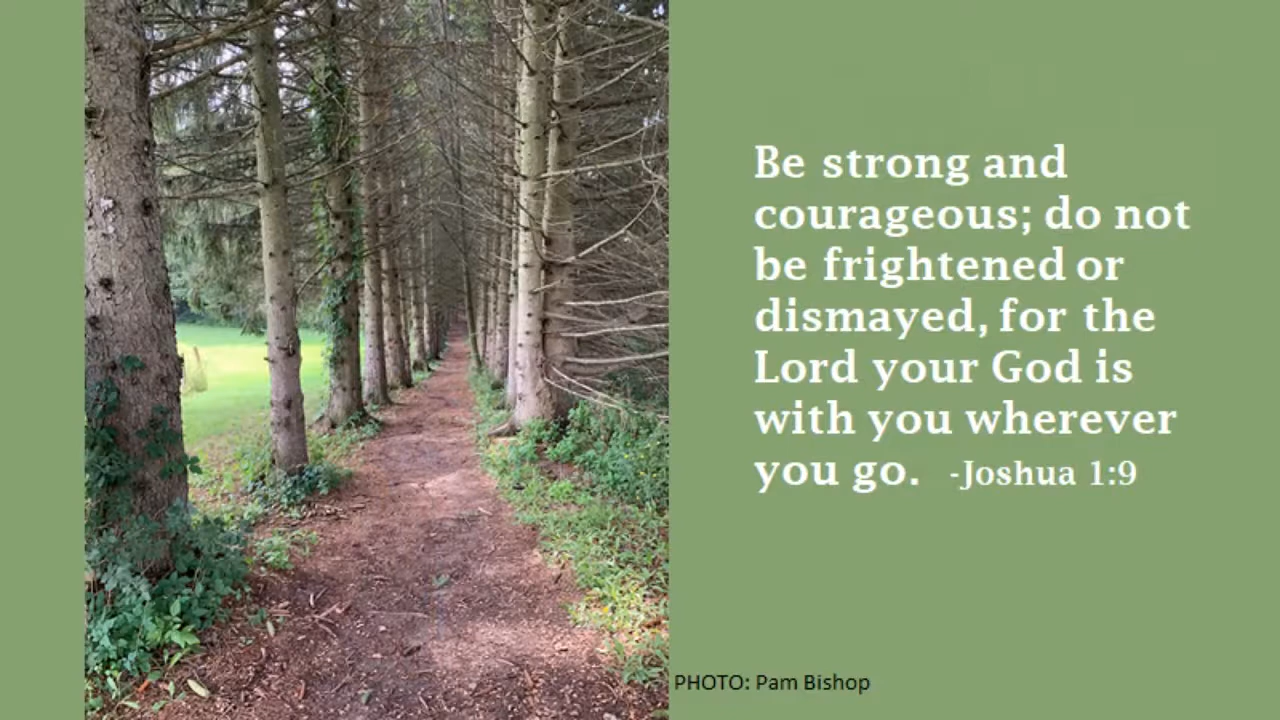 Be strong and
courageous; do not
be frightened or
dismayed, for the
Lord your God is
with you wherever
you go.  -Joshua 1:9
PHOTO: Pam Bishop